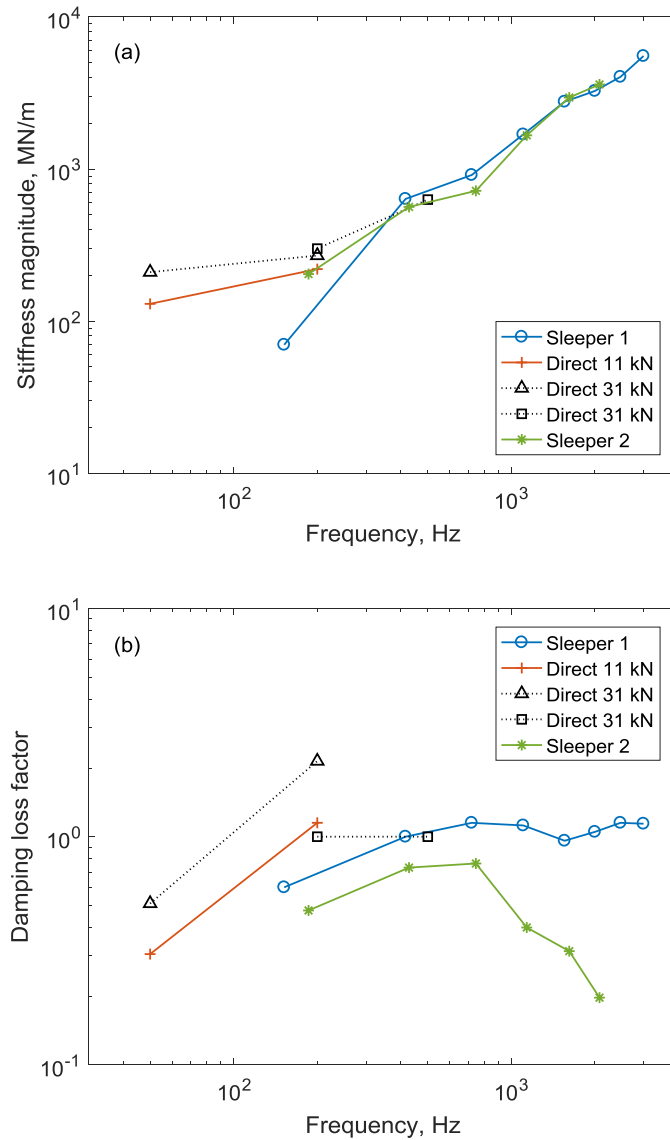 (a)
10^4
10^3
10^2
10^1
Stiffness magnitude, MN/m
Sleeper 1
Direct 11 kN
Direct 31 kN
Direct 31 kN
Sleeper 2
10^2
10^3
Frequency, Hz
(b)
10^1
10^0
10^-1
Damping loss factor
Sleeper 1
Direct 11 kN
Direct 31 kN
Direct 31 kN
Sleeper 2
10^2
10^3
Frequency, Hz